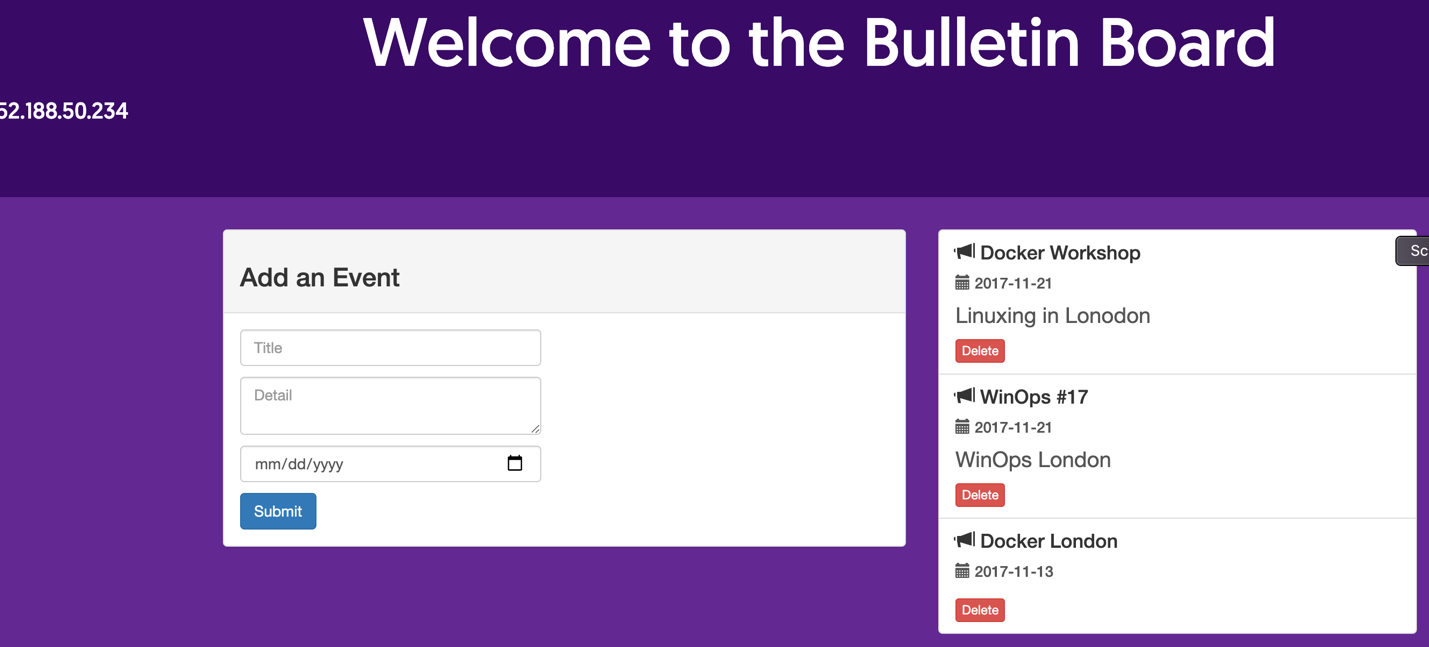 Welcome to the Bulletin Board
52.188.50.234
Add an Event
Title
Detail
mm/dd/yyyy
Submit
Docker Workshop
2017-11-21
Linuxing in Lonodon
Delete
WinOps #17
2017-11-21
WinOps London
Delete
Docker London
2017-11-13
Delete
Sc